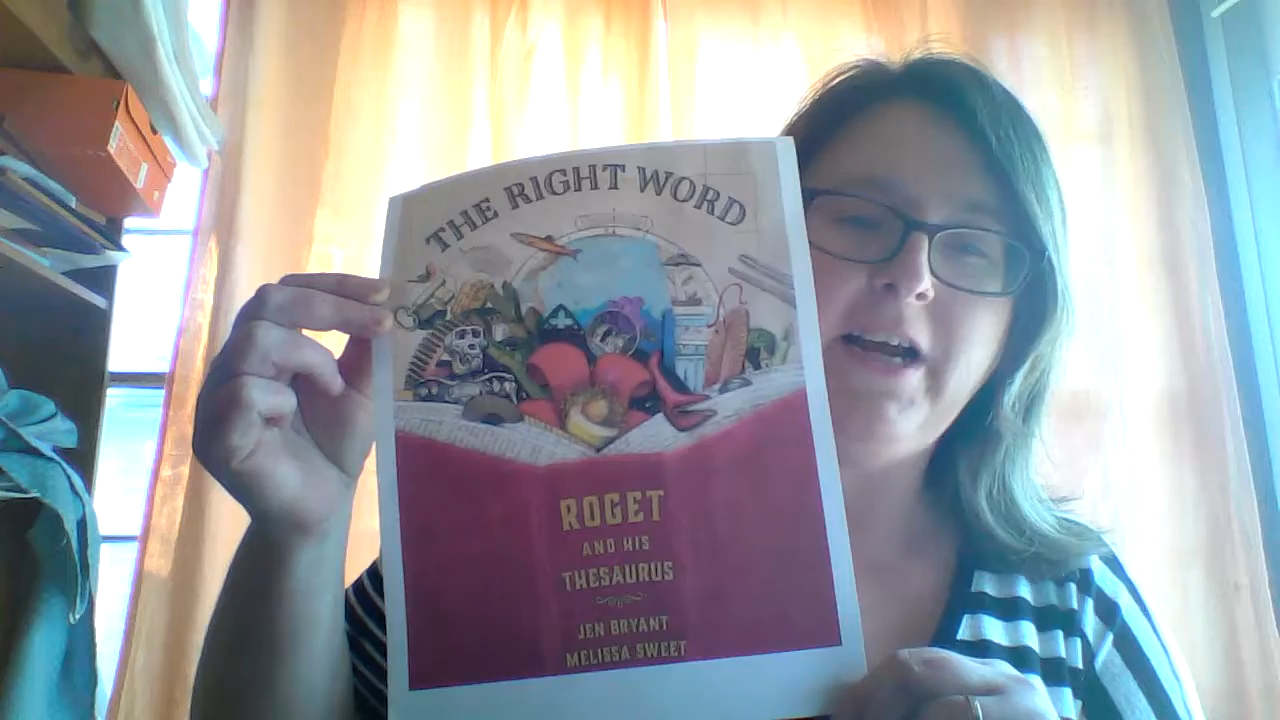 THE RIGHT WORD
ROGET
AND HIS
THESAURUS
JEN BRYANT
MELISSA SWEET